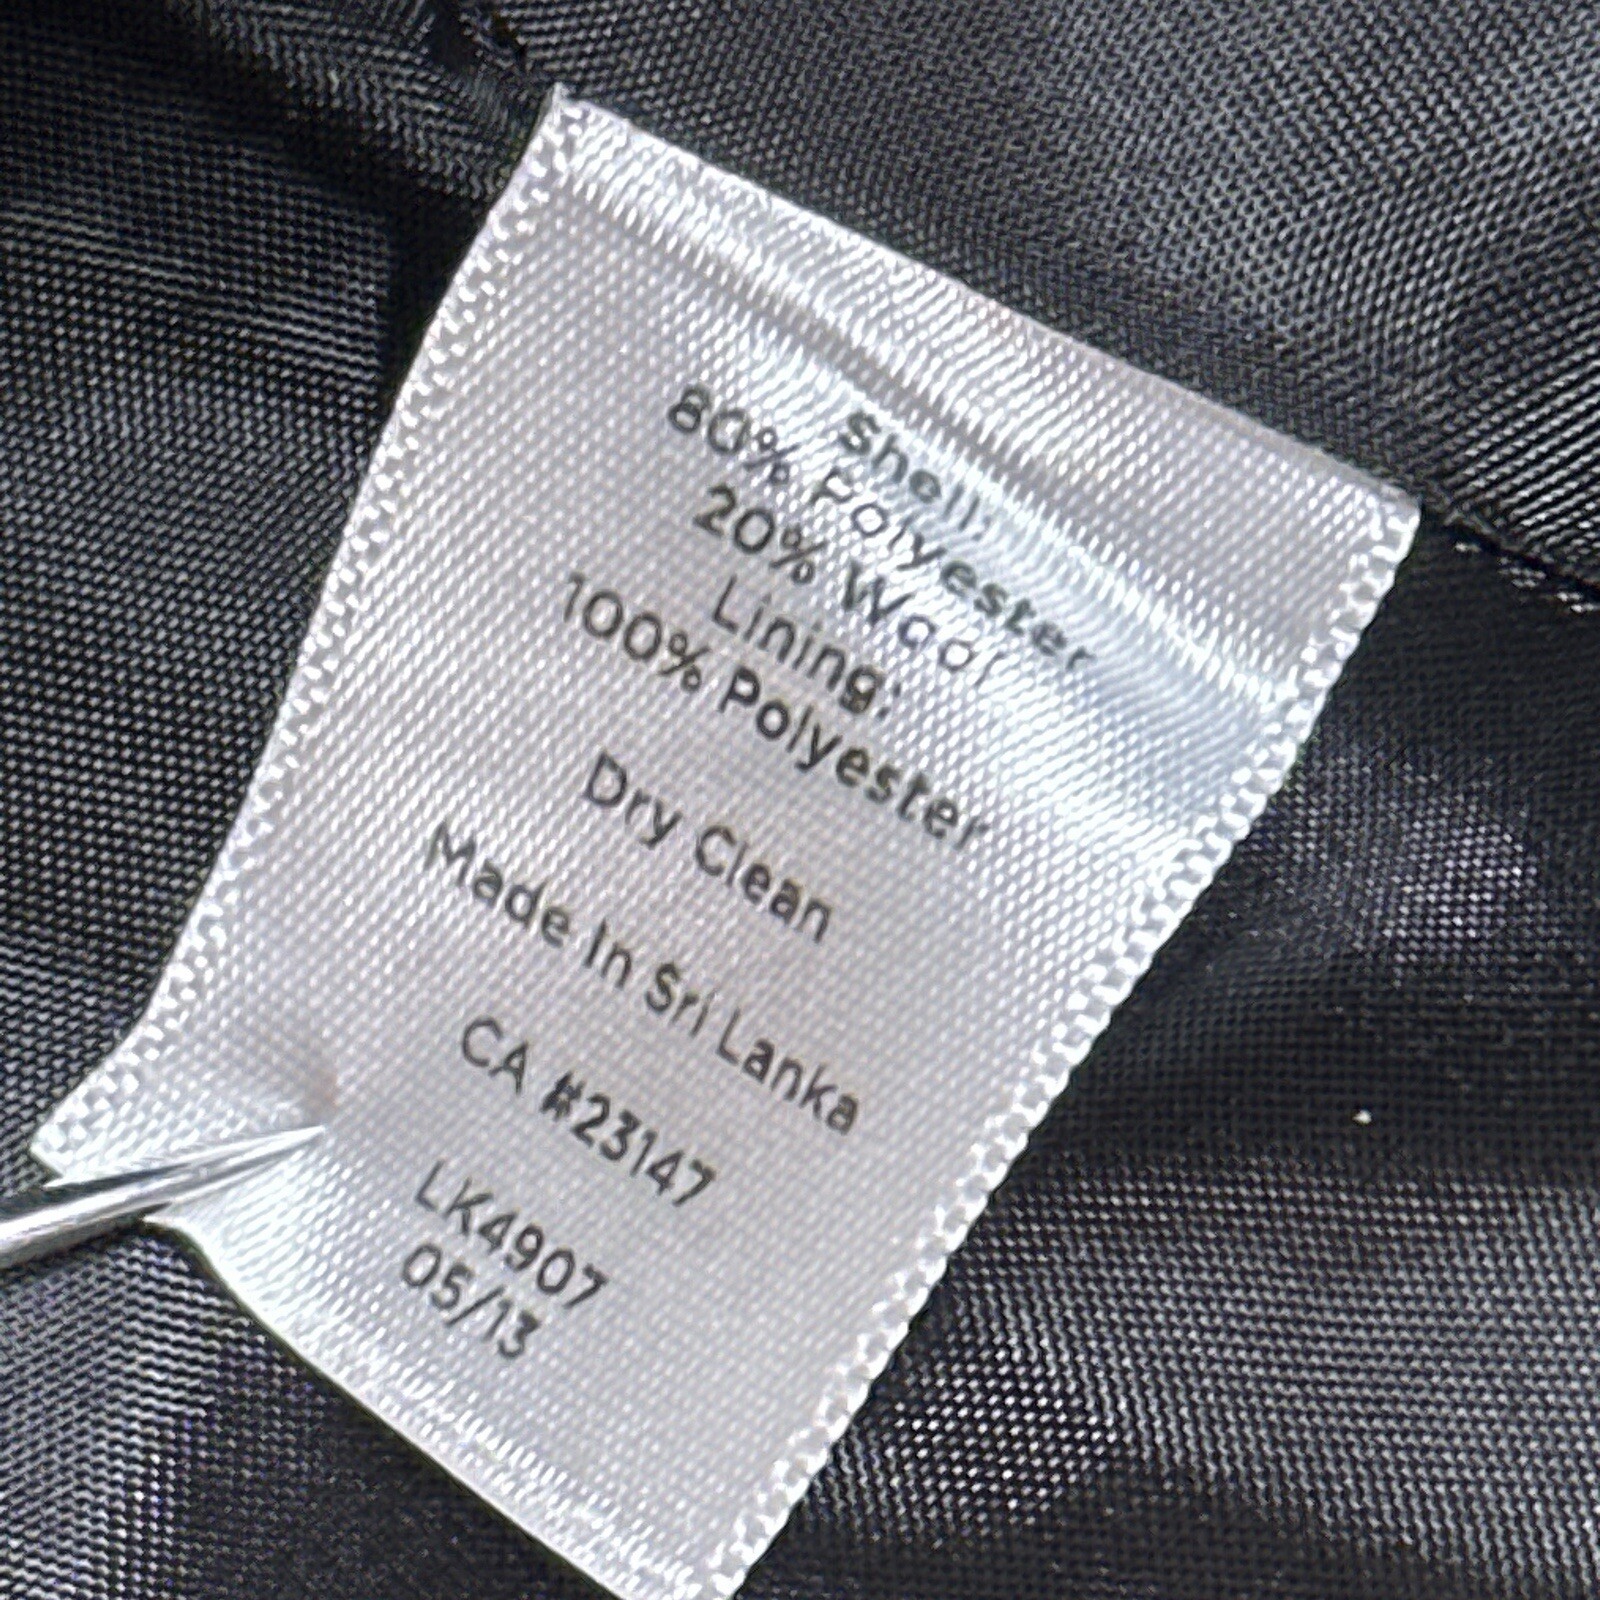 Shell:
80% Polyester
20% Wool
Lining:
100% Polyester
Dry Clean
Made In Sri Lanka
CA #23147
LK4907
05/13